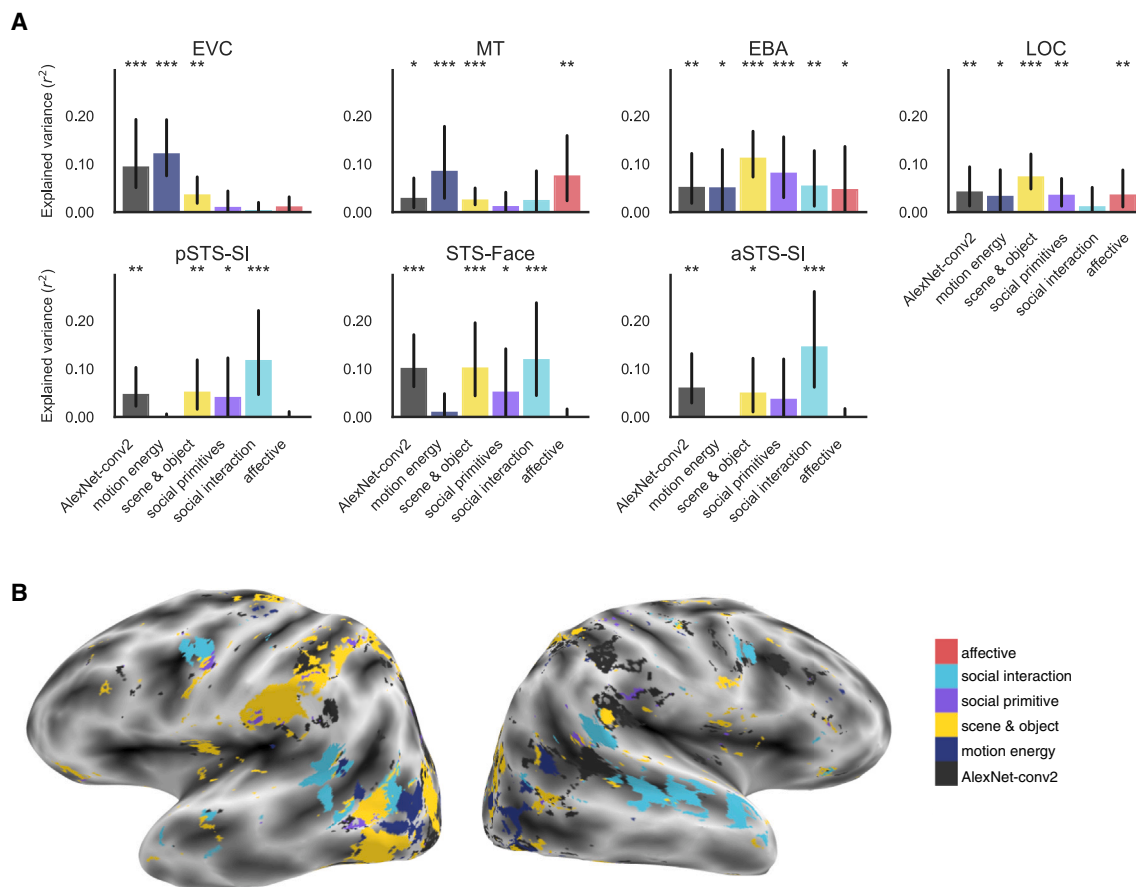 A
EVC
MT
EBA
LOC
*** *** **
* *** *** **
** * *** *** ** *
** * *** ** **
Explained variance (r²)
0.20
0.10
0.00
0.20
0.10
0.00
0.20
0.10
0.00
0.20
0.10
0.00
AlexNet-conv2
motion energy
scene & object
social primitives
social interaction
affective
pSTS-SI
STS-Face
aSTS-SI
** ** * ***
*** *** * ***
** * ***
Explained variance (r²)
0.20
0.10
0.00
0.20
0.10
0.00
0.20
0.10
0.00
AlexNet-conv2
motion energy
scene & object
social primitives
social interaction
affective
AlexNet-conv2
motion energy
scene & object
social primitives
social interaction
affective
AlexNet-conv2
motion energy
scene & object
social primitives
social interaction
affective
B
affective
social interaction
social primitive
scene & object
motion energy
AlexNet-conv2